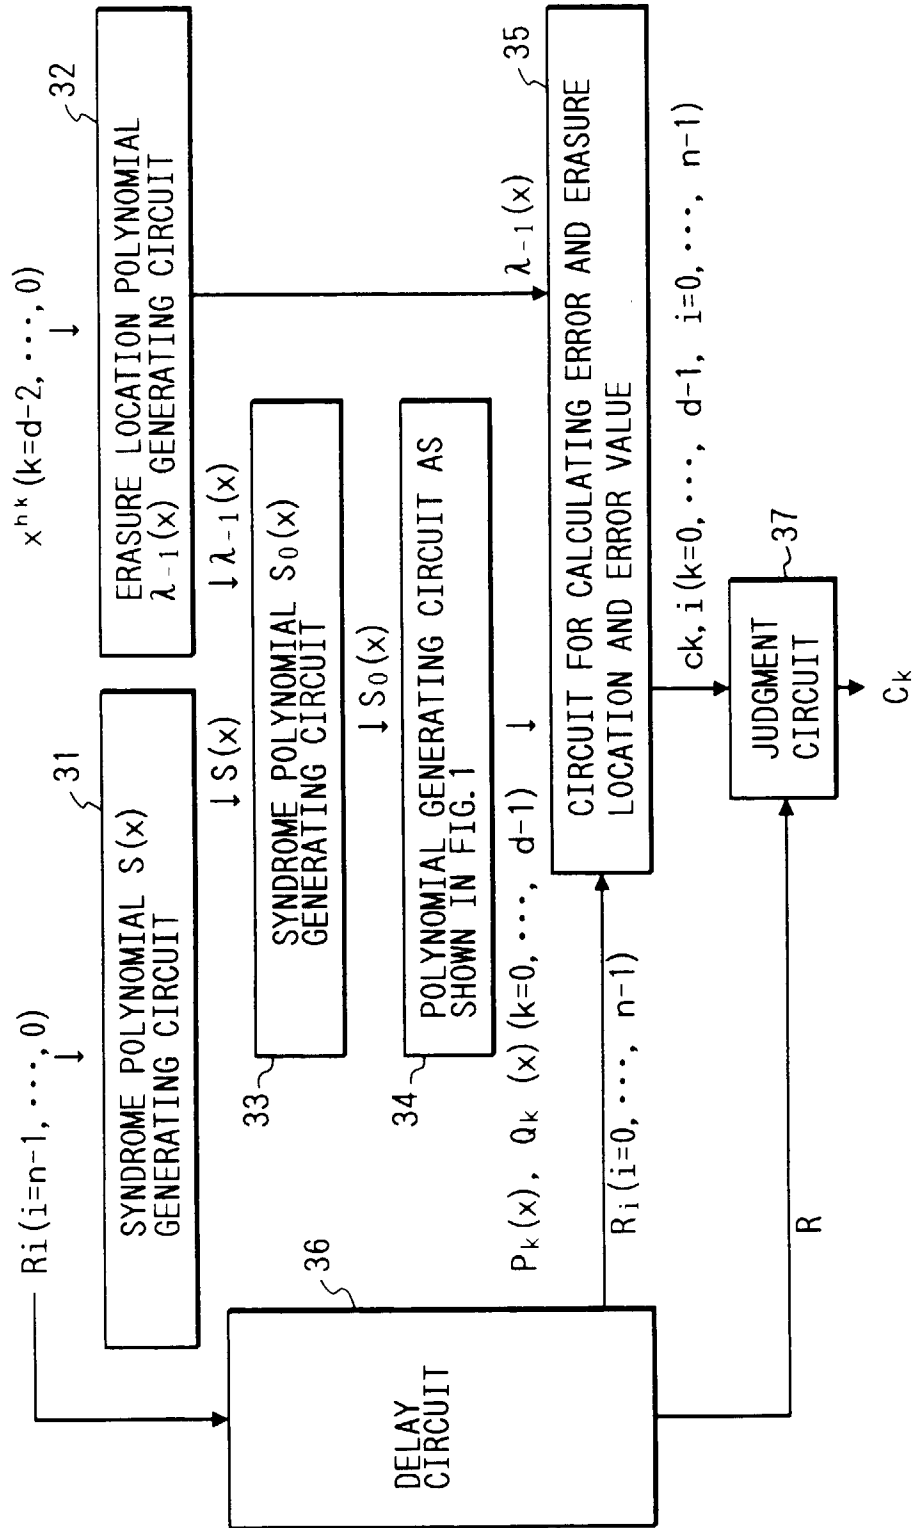 Ri(i=n-1, ···, 0)
↓
31
SYNDROME POLYNOMIAL S(x)
GENERATING CIRCUIT
x^hk(k=d-2, ···, 0)
↓
32
ERASURE LOCATION POLYNOMIAL
λ-1(x) GENERATING CIRCUIT
↓ S(x)
↓ λ-1(x)
33
SYNDROME POLYNOMIAL S0(x)
GENERATING CIRCUIT
↓ S0(x)
34
POLYNOMIAL GENERATING CIRCUIT AS
SHOWN IN FIG.1
36
DELAY
CIRCUIT
Pk(x), Qk (x)(k=0, ···, d-1) ↓
Ri(i=0, ···, n-1)
λ-1(x)
35
CIRCUIT FOR CALCULATING ERROR AND ERASURE
LOCATION AND ERROR VALUE
ck,i(k=0, ···, d-1, i=0, ···, n-1)
R
37
JUDGMENT
CIRCUIT
Ck